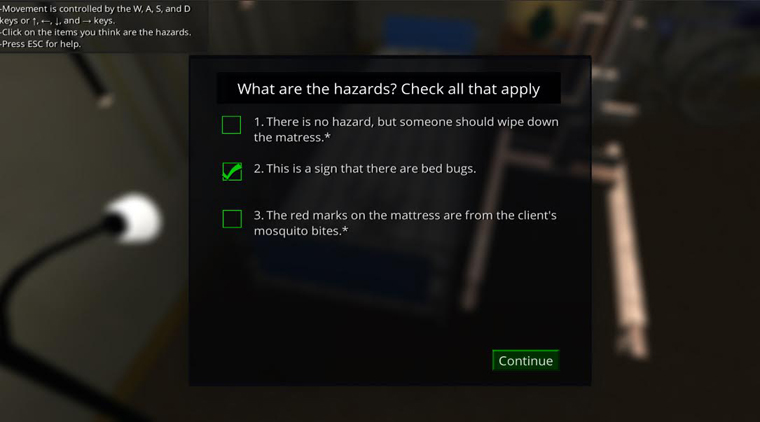 -Movement is controlled by the W, A, S, and D
keys or ↑, ←, ↓, and → keys.
-Click on the items you think are the hazards.
-Press ESC for help.
What are the hazards? Check all that apply
1. There is no hazard, but someone should wipe down
the matress.*
2. This is a sign that there are bed bugs.
3. The red marks on the mattress are from the client's
mosquito bites.*
Continue